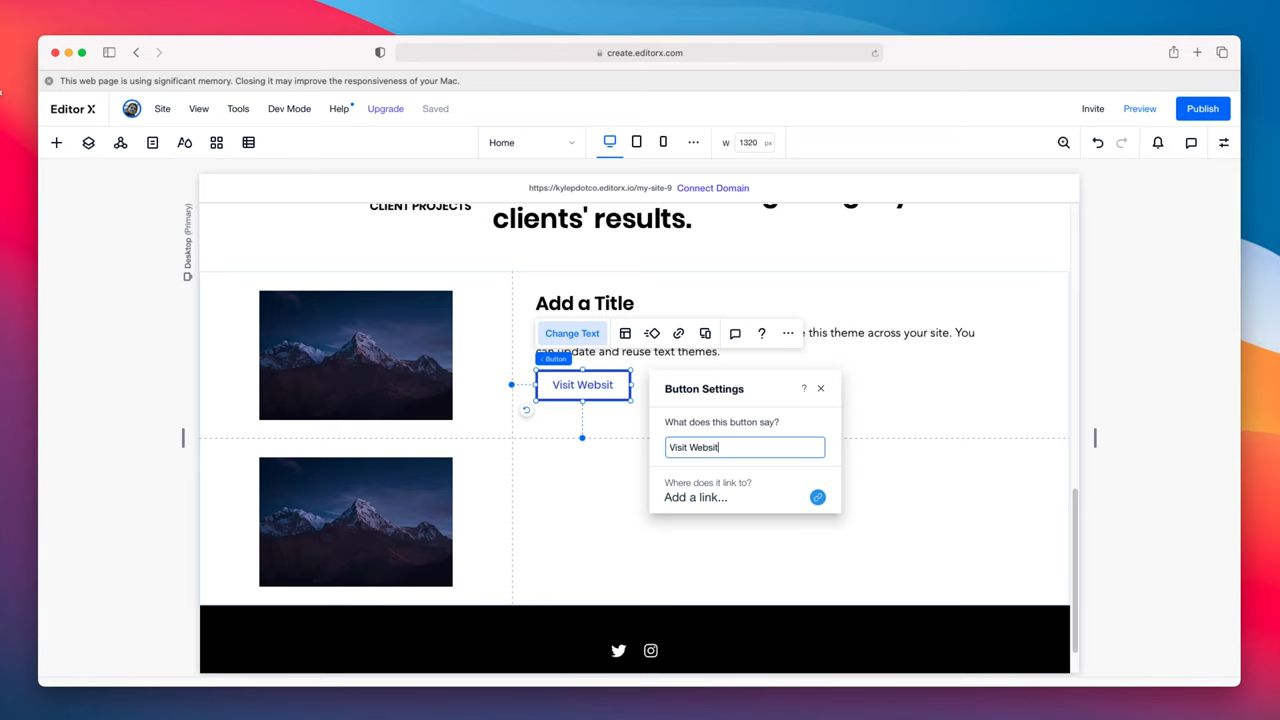 create.editorx.com
This web page is using significant memory. Closing it may improve the responsiveness of your Mac.
Editor X
Site
View
Tools
Dev Mode
Help
Upgrade
Saved
Invite
Preview
Publish
Home
W 1320 px
https://kylepdotco.editorx.io/my-site-9 Connect Domain
Desktop (Primary)
CLIENT PROJECTS
clients' results.
Add a Title
Change Text
?
this theme across your site. You
can update and reuse text themes.
< Button
Visit Websit
Button Settings
?
What does this button say?
Visit Websit
Where does it link to?
Add a link...